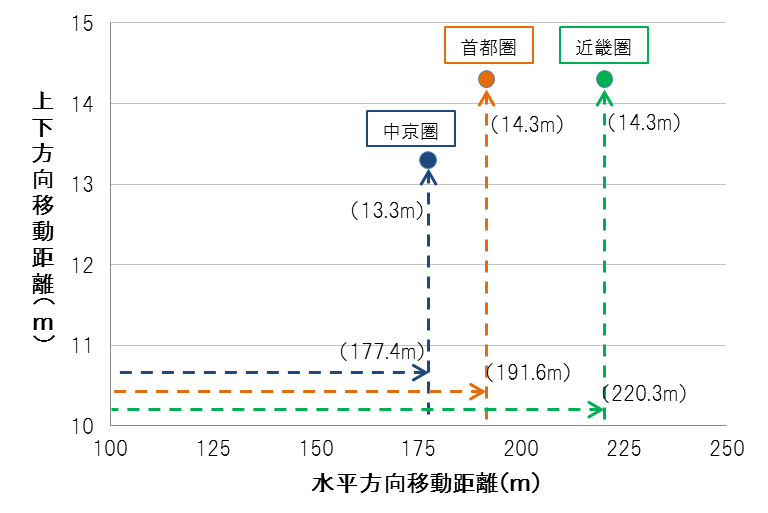 上下方向移動距離(m)
15
14
13
12
11
10
首都圏
近畿圏
中京圏
(14.3m)
(14.3m)
(13.3m)
(177.4m)
(191.6m)
(220.3m)
100
125
150
175
200
225
250
水平方向移動距離(m)